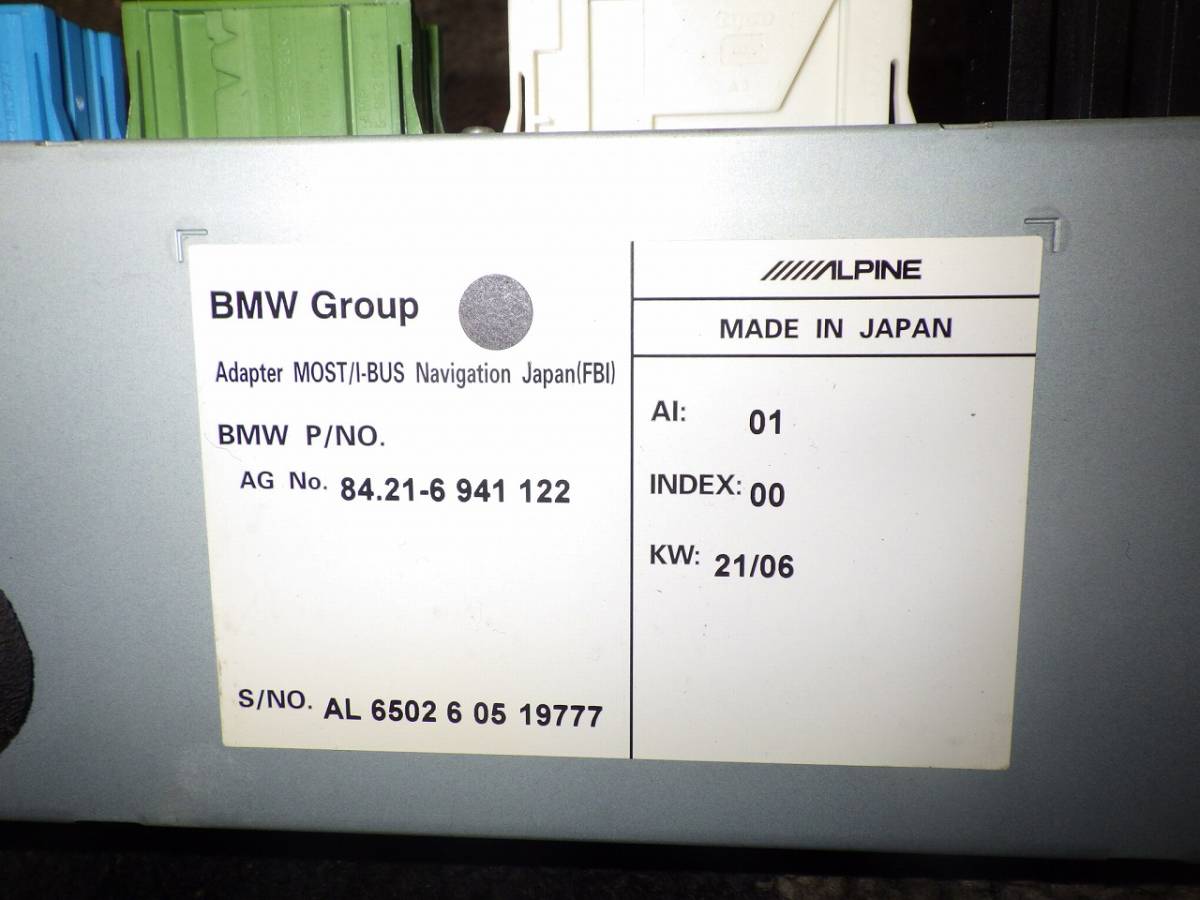 BMW Group
Adapter MOST/I-BUS Navigation Japan(FBI)
BMW P/NO.
AG No. 84.21-6 941 122
S/NO. AL 6502 6 05 19777
ALPINE
MADE IN JAPAN
AI: 01
INDEX: 00
KW: 21/06